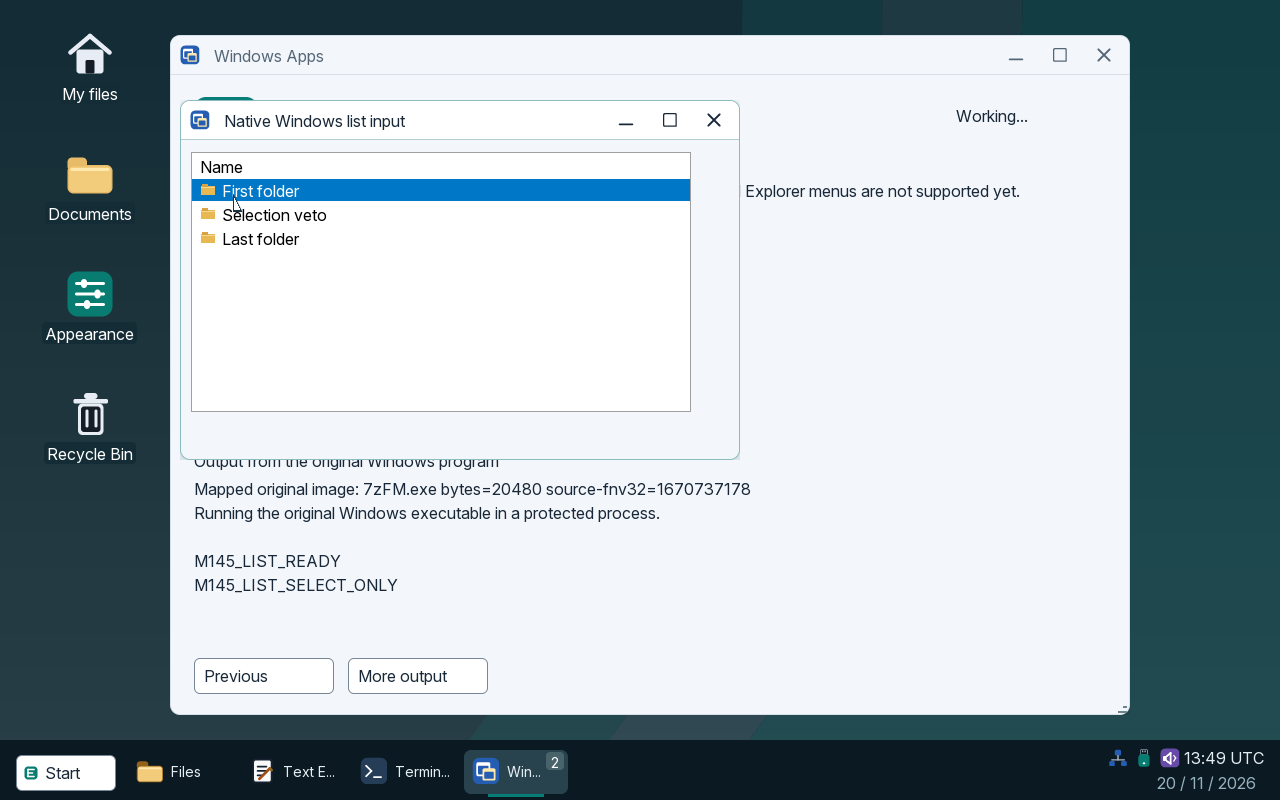 My files
Documents
Appearance
Recycle Bin
Windows Apps
Working...
Native Windows list input
Name
First folder
Selection veto
Last folder
Explorer menus are not supported yet.
Output from the original Windows program
Mapped original image: 7zFM.exe bytes=20480 source-fnv32=1670737178
Running the original Windows executable in a protected process.
M145_LIST_READY
M145_LIST_SELECT_ONLY
Previous
More output
Start
Files
Text E...
Termin...
Win...
2
13:49 UTC
20 / 11 / 2026